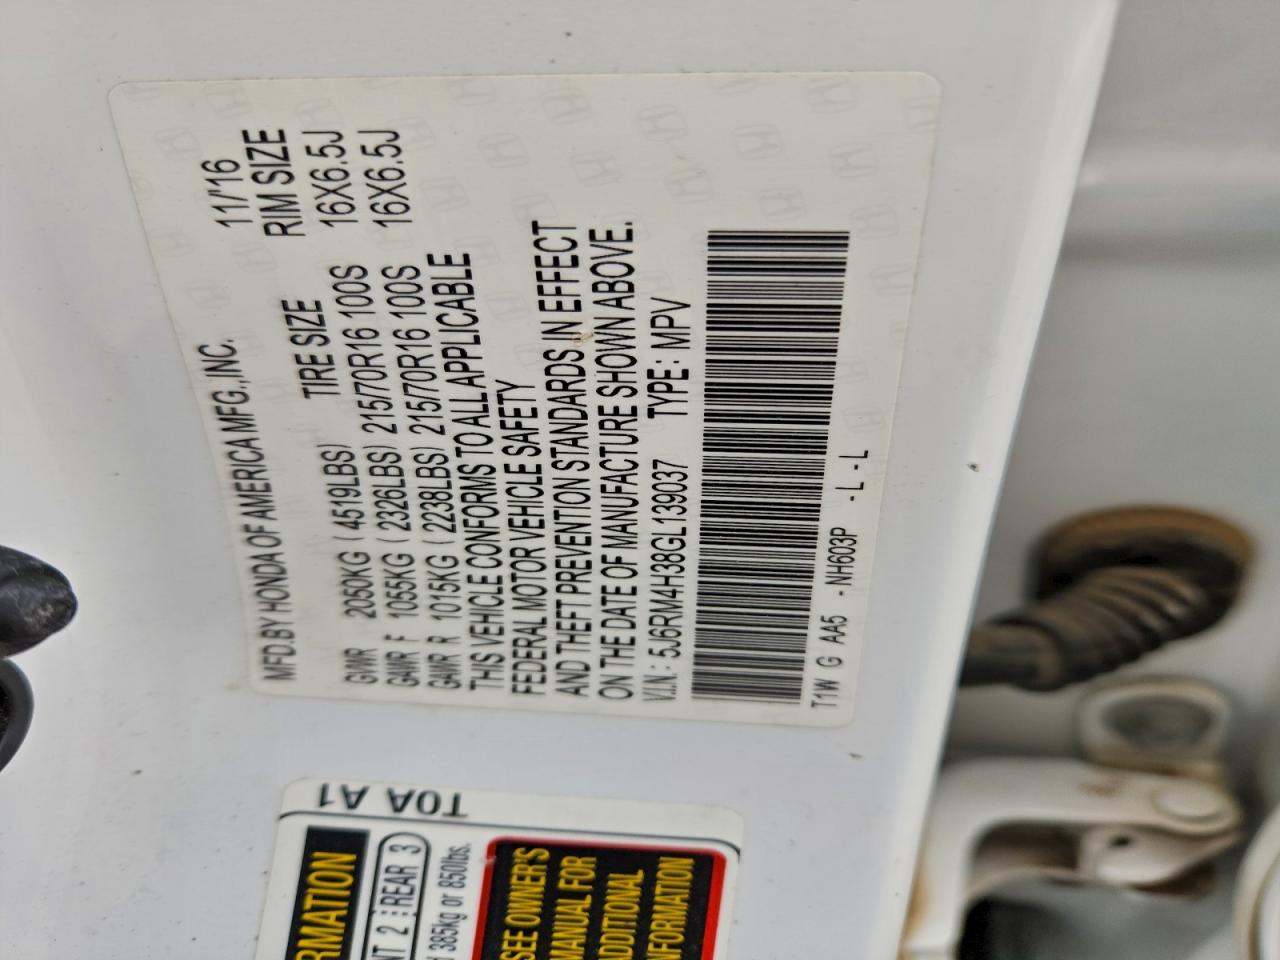 MFD.BY HONDA OF AMERICA MFG.,INC. 11/'16
TIRE SIZE RIM SIZE
GVWR 2050KG ( 4519LBS)
GAWR F 1055KG ( 2326LBS) 215/70R16 100S 16X6.5J
GAWR R 1015KG ( 2238LBS) 215/70R16 100S 16X6.5J
THIS VEHICLE CONFORMS TO ALL APPLICABLE
FEDERAL MOTOR VEHICLE SAFETY
AND THEFT PREVENTION STANDARDS IN EFFECT
ON THE DATE OF MANUFACTURE SHOWN ABOVE.
V.I.N.: 5J6RM4H38GL139037 TYPE: MPV
T1W G AA5 - NH603P - L - L
T0A A1
RMATION
NT 2 REAR 3
385kg or 850lbs.
SEE OWNER'S
MANUAL FOR
ADDITIONAL
INFORMATION